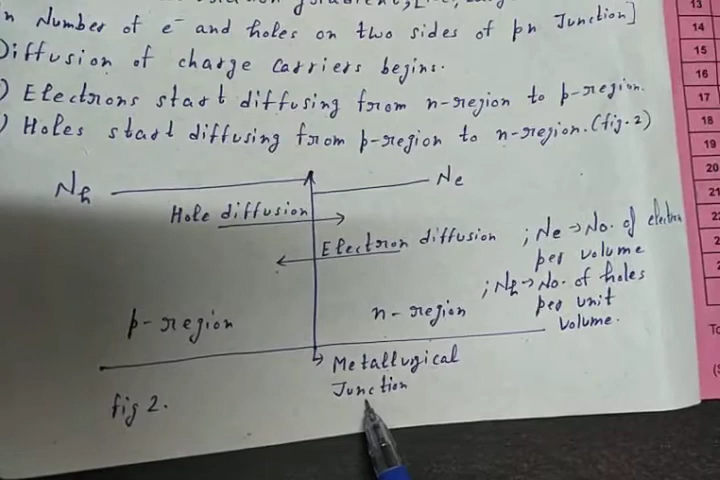 n Number of e⁻ and holes on two sides of pn Junction]
Diffusion of charge carriers begins.
) Electrons start diffusing from n-region to p-region.
) Holes start diffusing from p-region to n-region. (fig. 2)
Nh
Ne
Hole diffusion
Electron diffusion
; Ne → No. of electron
per volume
; Nh → No. of holes
per unit
volume.
p-region
n-region
Metallurgical
Junction
fig 2.
13
14
15
16
17
18
19
20
21